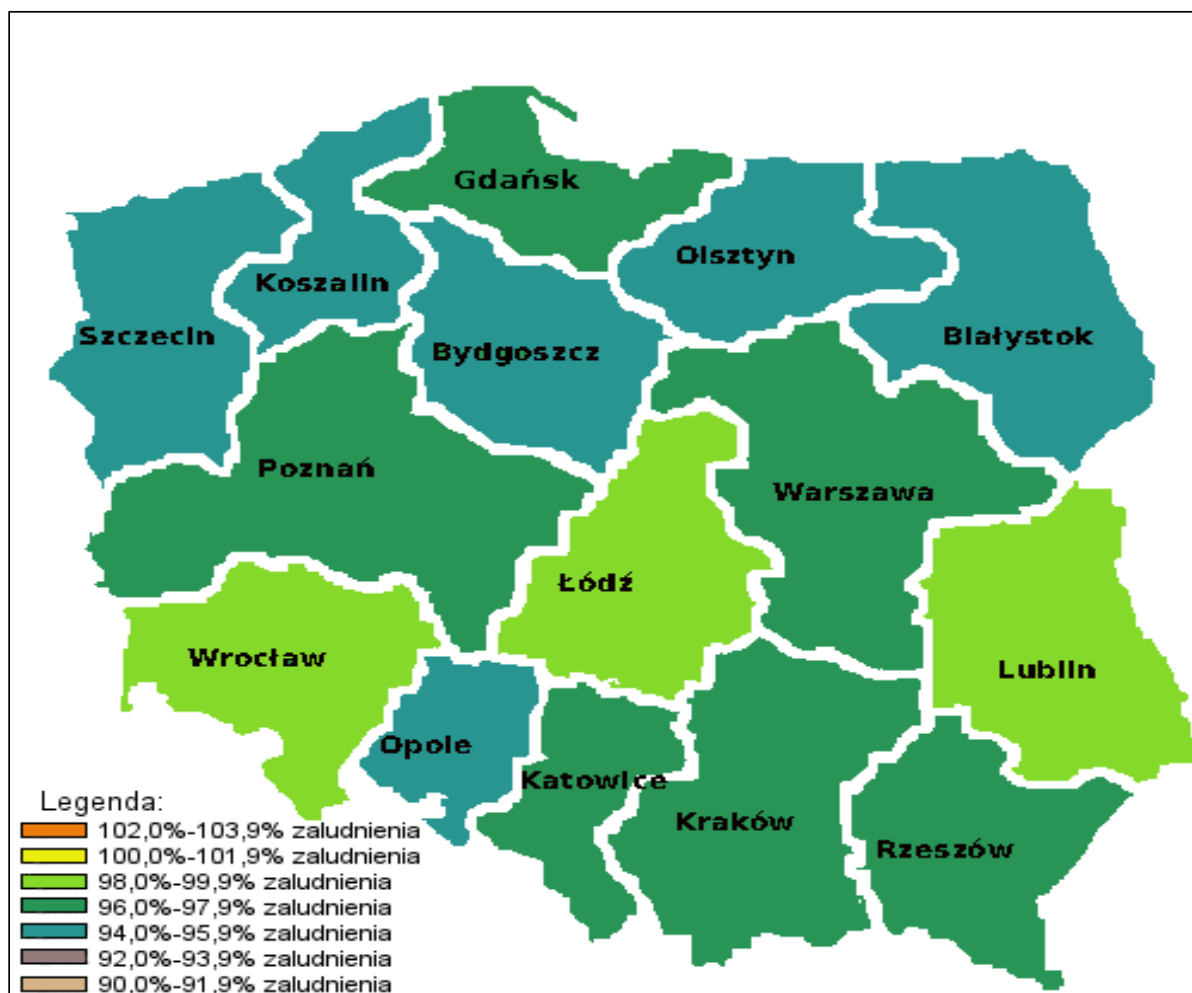 Gdańsk
Olsztyn
Koszalin
Szczecin
Białystok
Bydgoszcz
Poznań
Warszawa
Łódź
Wrocław
Lublin
Opole
Katowice
Kraków
Rzeszów
Legenda:
102,0%-103,9% zaludnienia
100,0%-101,9% zaludnienia
98,0%-99,9% zaludnienia
96,0%-97,9% zaludnienia
94,0%-95,9% zaludnienia
92,0%-93,9% zaludnienia
90,0%-91,9% zaludnienia